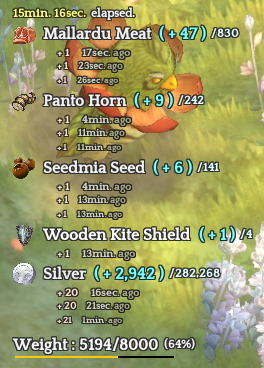 15min. 16sec. elapsed.
Mallardu Meat (+47) /830
+1 17sec. ago
+1 23sec. ago
+1 26sec. ago
Panto Horn (+9) /242
+1 4min. ago
+1 11min. ago
+1 11min. ago
Seedmia Seed (+6) /141
+1 4min. ago
+1 13min. ago
+1 13min. ago
Wooden Kite Shield (+1) /4
+1 13min. ago
Silver (+2,942) /282,268
+20 16sec. ago
+20 21sec. ago
+21 1min. ago
Weight : 5194/8000 (64%)